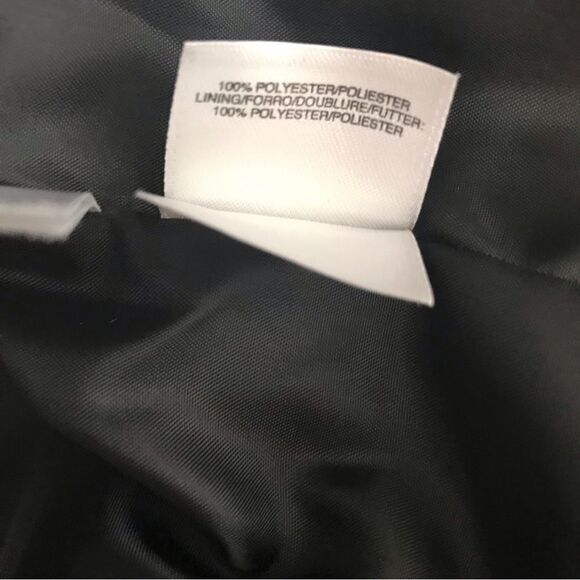 100% POLYESTER/POLIESTER
LINING/FORRO/DOUBLURE/FUTTER:
100% POLYESTER/POLIESTER